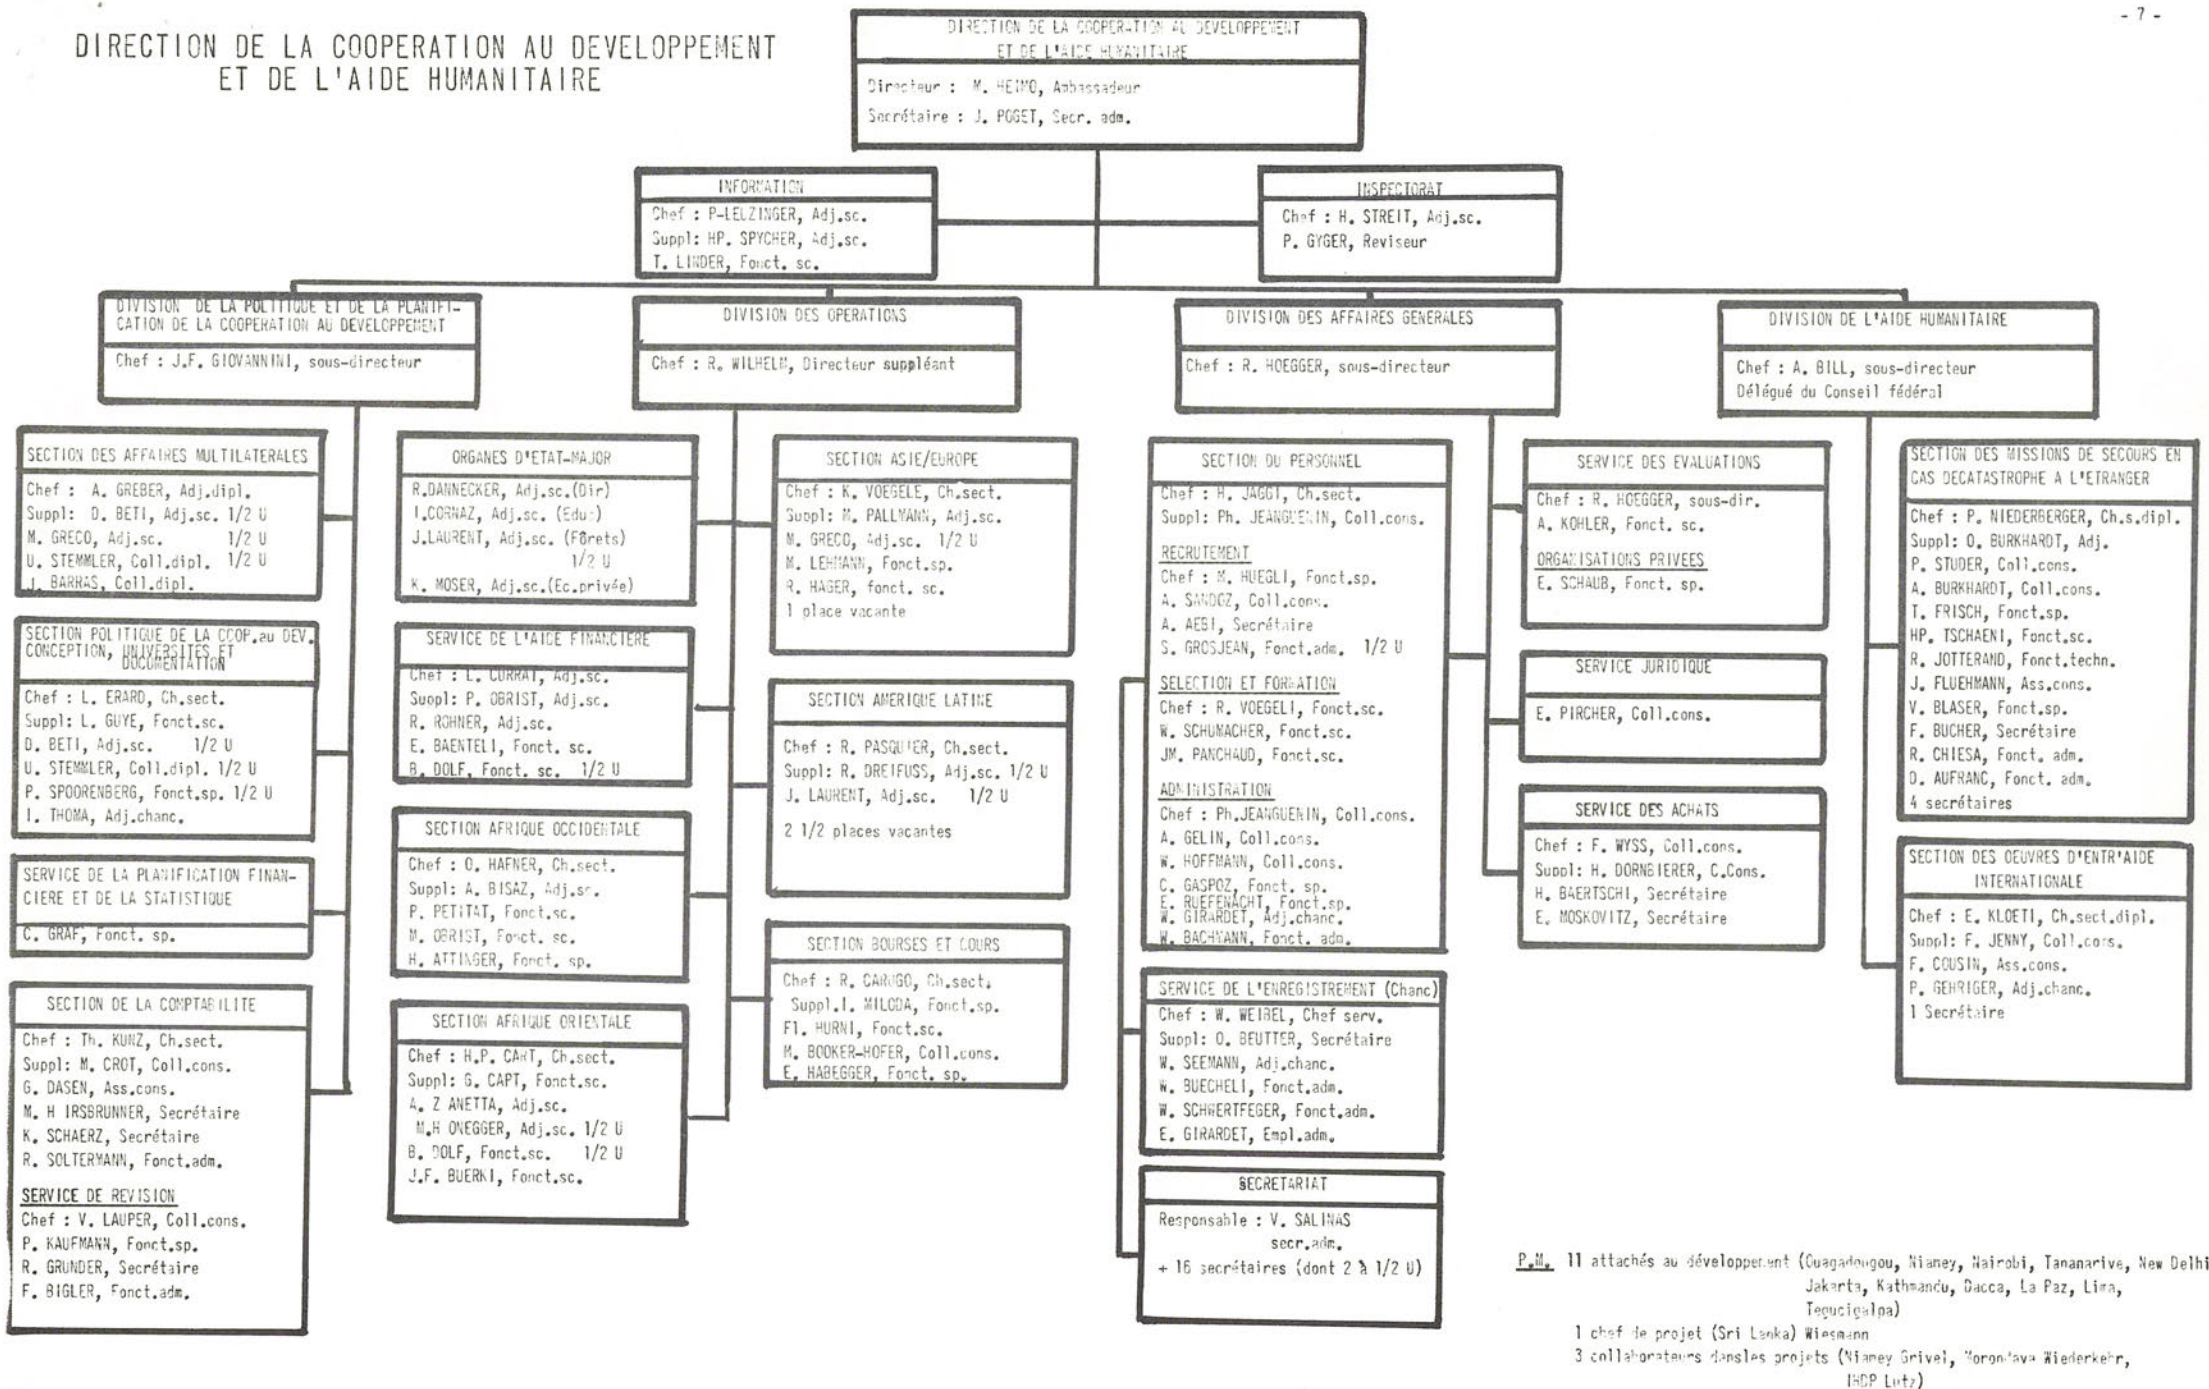 - 7 -
DIRECTION DE LA COOPERATION AU DEVELOPPEMENT
ET DE L'AIDE HUMANITAIRE
DIRECTION DE LA COOPERATION AU DEVELOPPEMENT
ET DE L'AIDE HUMANITAIRE
Directeur : M. HEIMO, Ambassadeur
Secrétaire : J. POGET, Secr. adm.
INFORMATION
Chef : P-LEUZINGER, Adj.sc.
Suppl: HP. SPYCHER, Adj.sc.
T. LINDER, Fonct. sc.
INSPECTORAT
Chef : H. STREIT, Adj.sc.
P. GYGER, Reviseur
DIVISION DE LA POLITIQUE ET DE LA PLANIFI-
CATION DE LA COOPERATION AU DEVELOPPEMENT
Chef : J.F. GIOVANNINI, sous-directeur
DIVISION DES OPERATIONS
Chef : R. WILHELM, Directeur suppléant
DIVISION DES AFFAIRES GENERALES
Chef : R. HOEGGER, sous-directeur
DIVISION DE L'AIDE HUMANITAIRE
Chef : A. BILL, sous-directeur
Délégué du Conseil fédéral
SECTION DES AFFAIRES MULTILATERALES
Chef : A. GREBER, Adj.dipl.
Suppl: D. BETI, Adj.sc. 1/2 U
M. GRECO, Adj.sc. 1/2 U
U. STEMMLER, Coll.dipl. 1/2 U
J. BARRAS, Coll.dipl.
SECTION POLITIQUE DE LA COOP.au DEV.
CONCEPTION, UNIVERSITES ET
DOCUMENTATION
Chef : L. ERARD, Ch.sect.
Suppl: L. GUYE, Fonct.sc.
D. BETI, Adj.sc. 1/2 U
U. STEMMLER, Coll.dipl. 1/2 U
P. SPOORENBERG, Fonct.sp. 1/2 U
I. THOMA, Adj.chanc.
SERVICE DE LA PLANIFICATION FINAN-
CIERE ET DE LA STATISTIQUE
C. GRAF, Fonct. sp.
SECTION DE LA COMPTABILITE
Chef : Th. KUNZ, Ch.sect.
Suppl: M. CROT, Coll.cons.
G. DASEN, Ass.cons.
M. H IRSBRUNNER, Secrétaire
K. SCHAERZ, Secrétaire
R. SOLTERMANN, Fonct.adm.
SERVICE DE REVISION
Chef : V. LAUPER, Coll.cons.
P. KAUFMANN, Fonct.sp.
R. GRUNDER, Secrétaire
F. BIGLER, Fonct.adm.
ORGANES D'ETAT-MAJOR
R.DANNECKER, Adj.sc.(Dir)
I.CORNAZ, Adj.sc. (Educ)
J.LAURENT, Adj.sc. (Fôrets)
1/2 U
K. MOSER, Adj.sc.(Ec.privée)
SERVICE DE L'AIDE FINANCIERE
Chef : L. CURRAT, Adj.sc.
Suppl: P. OBRIST, Adj.sc.
R. ROHNER, Adj.sc.
E. BAENTELI, Fonct. sc.
B. DOLF, Fonct. sc. 1/2 U
SECTION AFRIQUE OCCIDENTALE
Chef : O. HAFNER, Ch.sect.
Suppl: A. BISAZ, Adj.sc.
P. PETITAT, Fonct.sc.
M. OBRIST, Fonct. sc.
H. ATTINGER, Fonct. sp.
SECTION AFRIQUE ORIENTALE
Chef : H.P. CART, Ch.sect.
Suppl: G. CAPT, Fonct.sc.
A. Z ANETTA, Adj.sc.
M.H ONEGGER, Adj.sc. 1/2 U
B. DOLF, Fonct.sc. 1/2 U
J.F. BUERKI, Fonct.sc.
SECTION ASIE/EUROPE
Chef : K. VOEGELE, Ch.sect.
Suppl: M. PALLMANN, Adj.sc.
M. GRECO, Adj.sc. 1/2 U
M. LEHMANN, Fonct.sp.
R. HAGER, fonct. sc.
1 place vacante
SECTION AMERIQUE LATINE
Chef : R. PASQUIER, Ch.sect.
Suppl: R. DREIFUSS, Adj.sc. 1/2 U
J. LAURENT, Adj.sc. 1/2 U
2 1/2 places vacantes
SECTION BOURSES ET COURS
Chef : R. CARUGO, Ch.sect.
Suppl.I. MILODA, Fonct.sp.
Fl. HURNI, Fonct.sc.
M. BOOKER-HOFER, Coll.cons.
E. HABEGGER, Fonct. sp.
SECTION DU PERSONNEL
Chef : H. JAGGI, Ch.sect.
Suppl: Ph. JEANGUENIN, Coll.cons.
RECRUTEMENT
Chef : M. HUEGLI, Fonct.sp.
A. SANDOZ, Coll.cons.
A. AEBI, Secrétaire
S. GROSJEAN, Fonct.adm. 1/2 U
SELECTION ET FORMATION
Chef : R. VOEGELI, Fonct.sc.
W. SCHUMACHER, Fonct.sc.
JM. PANCHAUD, Fonct.sc.
ADMINISTRATION
Chef : Ph.JEANGUENIN, Coll.cons.
A. GELIN, Coll.cons.
W. HOFFMANN, Coll.cons.
C. GASPOZ, Fonct. sp.
E. RUEFENACHT, Fonct.sp.
W. GIRARDET, Adj.chanc.
W. BACHMANN, Fonct. adm.
SERVICE DE L'ENREGISTREMENT (Chanc)
Chef : W. WEIBEL, Chef serv.
Suppl: O. BEUTTER, Secrétaire
W. SEEMANN, Adj.chanc.
W. BUECHELI, Fonct.adm.
W. SCHWERTFEGER, Fonct.adm.
E. GIRARDET, Empl.adm.
SECRETARIAT
Responsable : V. SALINAS
secr.adm.
+ 16 secrétaires (dont 2 à 1/2 U)
SERVICE DES EVALUATIONS
Chef : R. HOEGGER, sous-dir.
A. KOHLER, Fonct. sc.
ORGANISATIONS PRIVEES
E. SCHAUB, Fonct. sp.
SERVICE JURIDIQUE
E. PIRCHER, Coll.cons.
SERVICE DES ACHATS
Chef : F. WYSS, Coll.cons.
Suppl: H. DORNBIERER, C.Cons.
H. BAERTSCHI, Secrétaire
E. MOSKOVITZ, Secrétaire
SECTION DES MISSIONS DE SECOURS EN
CAS DECATASTROPHE A L'ETRANGER
Chef : P. NIEDERBERGER, Ch.s.dipl.
Suppl: O. BURKHARDT, Adj.
P. STUDER, Coll.cons.
A. BURKHARDT, Coll.cons.
T. FRISCH, Fonct.sp.
HP. TSCHAENI, Fonct.sc.
R. JOTTERAND, Fonct.techn.
J. FLUEHMANN, Ass.cons.
V. BLASER, Fonct.sp.
F. BUCHER, Secrétaire
R. CHIESA, Fonct. adm.
D. AUFRANC, Fonct. adm.
4 secrétaires
SECTION DES OEUVRES D'ENTR'AIDE
INTERNATIONALE
Chef : E. KLOETI, Ch.sect.dipl.
Suppl: F. JENNY, Coll.cons.
F. COUSIN, Ass.cons.
P. GEHRIGER, Adj.chanc.
1 Secrétaire
P.M. 11 attachés au développement (Ouagadougou, Niamey, Nairobi, Tananarive, New Delhi
Jakarta, Kathmandu, Dacca, La Paz, Lima,
Tegucigalpa)
1 chef de projet (Sri Lanka) Wiesmann
3 collaborateurs dansles projets (Niamey Grivel, Morondava Wiederkehr,
Lutz)